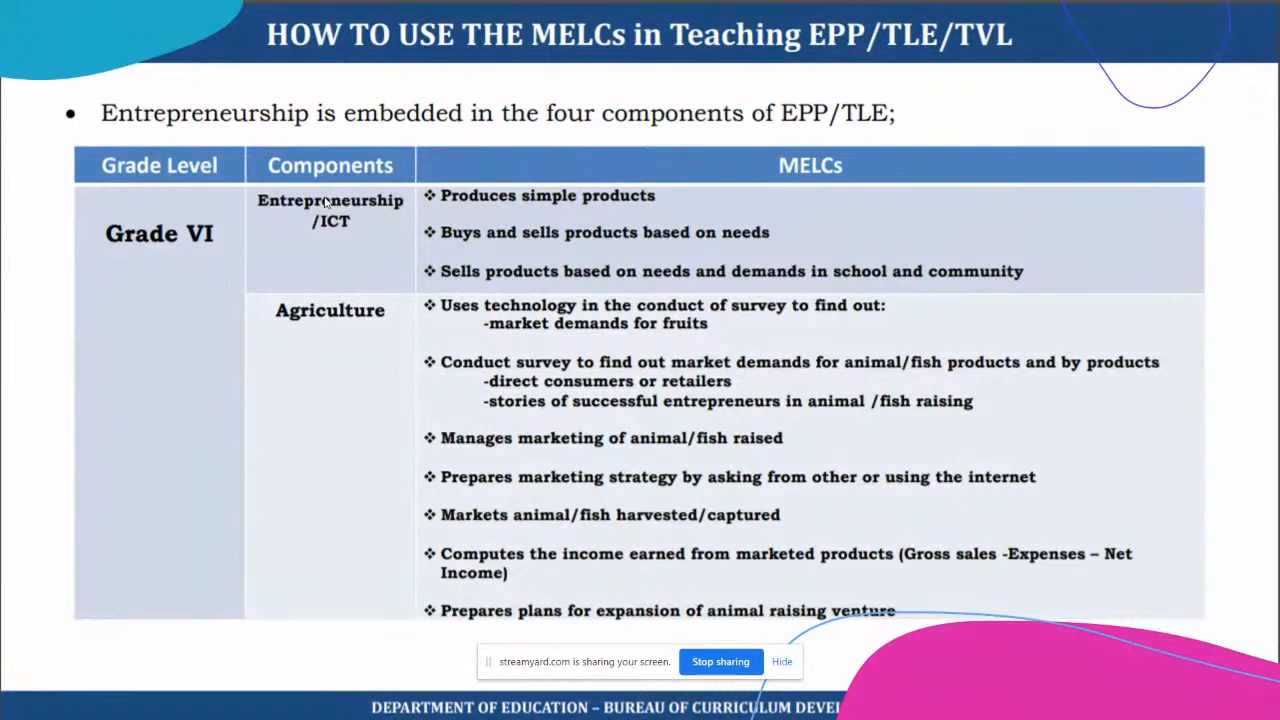 HOW TO USE THE MELCs in Teaching EPP/TLE/TVL
• Entrepreneurship is embedded in the four components of EPP/TLE;
Grade Level
Components
MELCs
Grade VI
Entrepreneurship
/ICT
❖ Produces simple products
❖ Buys and sells products based on needs
❖ Sells products based on needs and demands in school and community
Agriculture
❖ Uses technology in the conduct of survey to find out:
-market demands for fruits
❖ Conduct survey to find out market demands for animal/fish products and by products
-direct consumers or retailers
-stories of successful entrepreneurs in animal /fish raising
❖ Manages marketing of animal/fish raised
❖ Prepares marketing strategy by asking from other or using the internet
❖ Markets animal/fish harvested/captured
❖ Computes the income earned from marketed products (Gross sales -Expenses – Net
Income)
❖ Prepares plans for expansion of animal raising venture
streamyard.com is sharing your screen.
Stop sharing
Hide
DEPARTMENT OF EDUCATION – BUREAU OF CURRICULUM